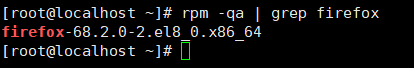 [root@localhost ~]# rpm -qa | grep firefox
firefox-68.2.0-2.el8_0.x86_64
[root@localhost ~]#